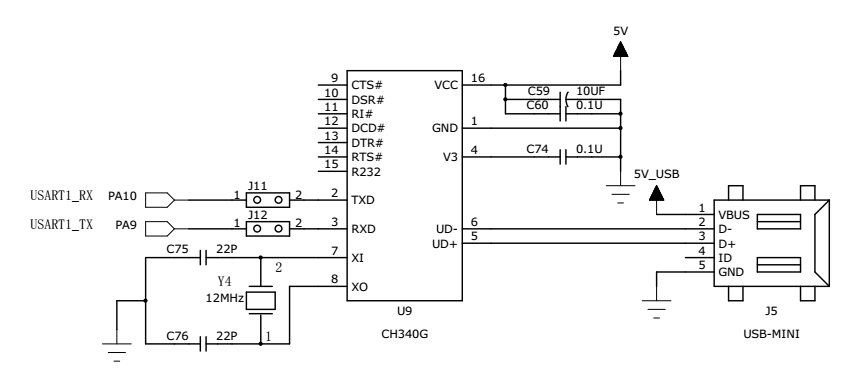 5V
9 CTS# VCC 16
10 DSR# C59 10UF
11 RI# C60 0.1U
12 DCD# GND 1
13 DTR#
14 RTS# V3 4 C74 0.1U
15 R232
5V_USB
J11
USART1_RX PA10 1 2 2 TXD
1 VBUS
J12
USART1_TX PA9 1 2 3 RXD UD- 6 2 D-
UD+ 5 3 D+
C75 22P 7 XI 4 ID
2 5 GND
Y4
12MHz 8 XO
U9 J5
C76 22P 1 CH340G USB-MINI